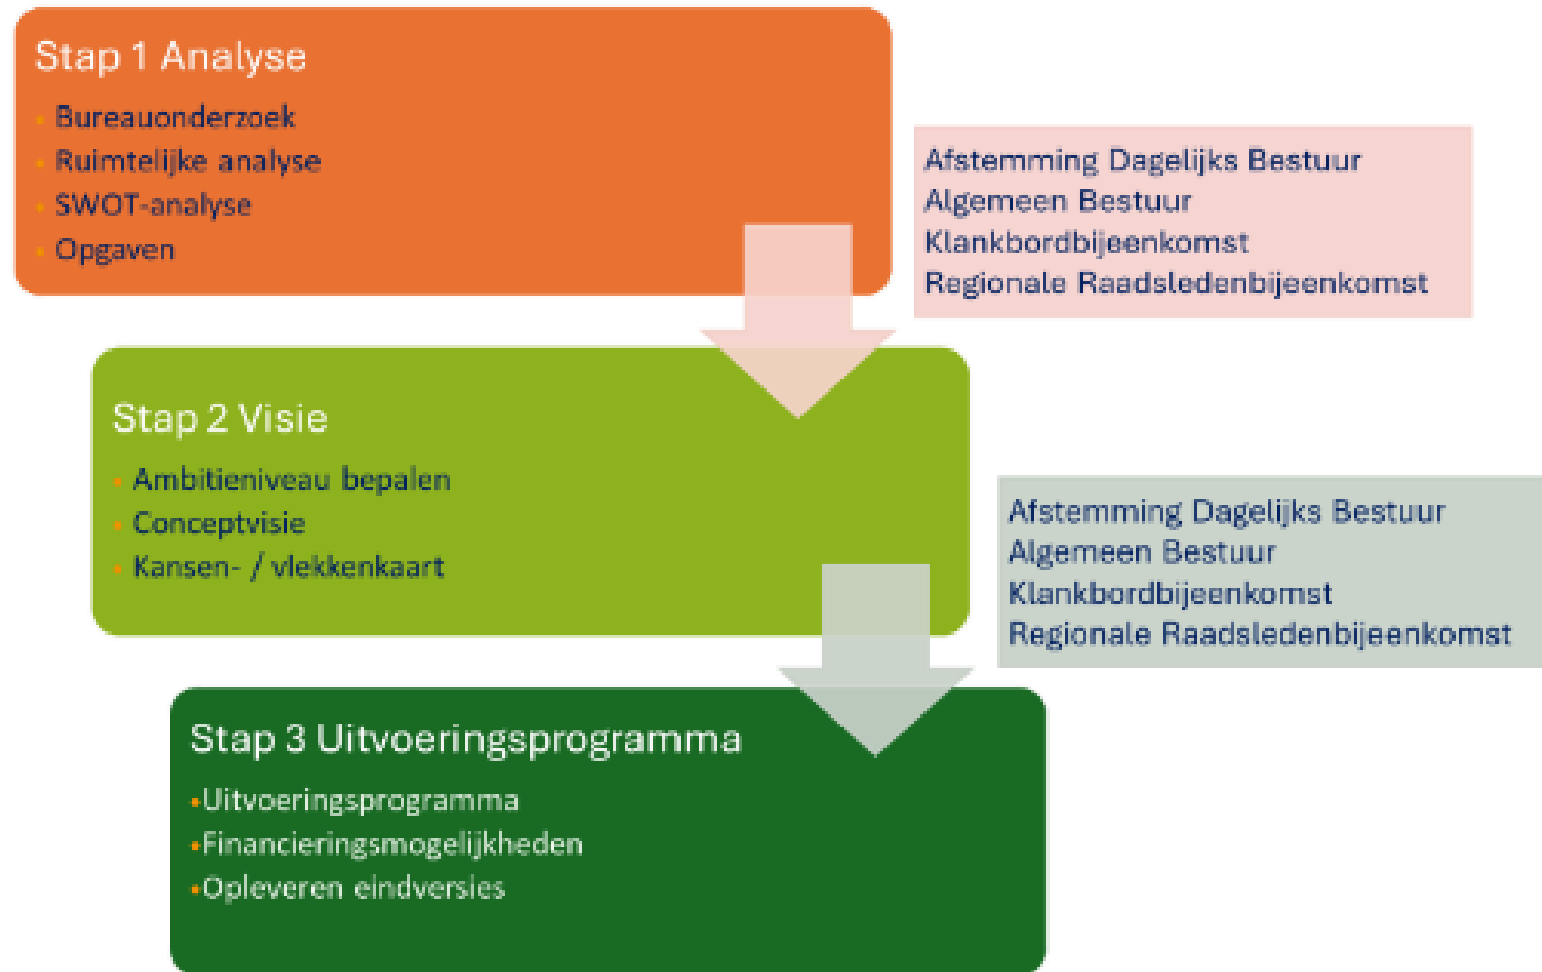 Stap 1 Analyse
• Bureauonderzoek
• Ruimtelijke analyse
• SWOT-analyse
• Opgaven
Afstemming Dagelijks Bestuur
Algemeen Bestuur
Klankbordbijeenkomst
Regionale Raadsledenbijeenkomst
Stap 2 Visie
• Ambitieniveau bepalen
• Conceptvisie
• Kansen- / vlekkenkaart
Afstemming Dagelijks Bestuur
Algemeen Bestuur
Klankbordbijeenkomst
Regionale Raadsledenbijeenkomst
Stap 3 Uitvoeringsprogramma
•Uitvoeringsprogramma
•Financieringsmogelijkheden
•Opleveren eindversies